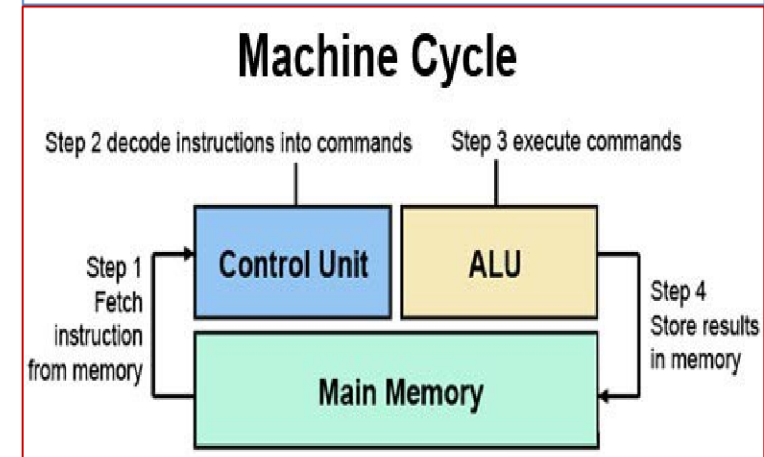 Machine Cycle
Step 2 decode instructions into commands
Step 3 execute commands
Control Unit
ALU
Step 1
Fetch
instruction
from memory
Step 4
Store results
in memory
Main Memory